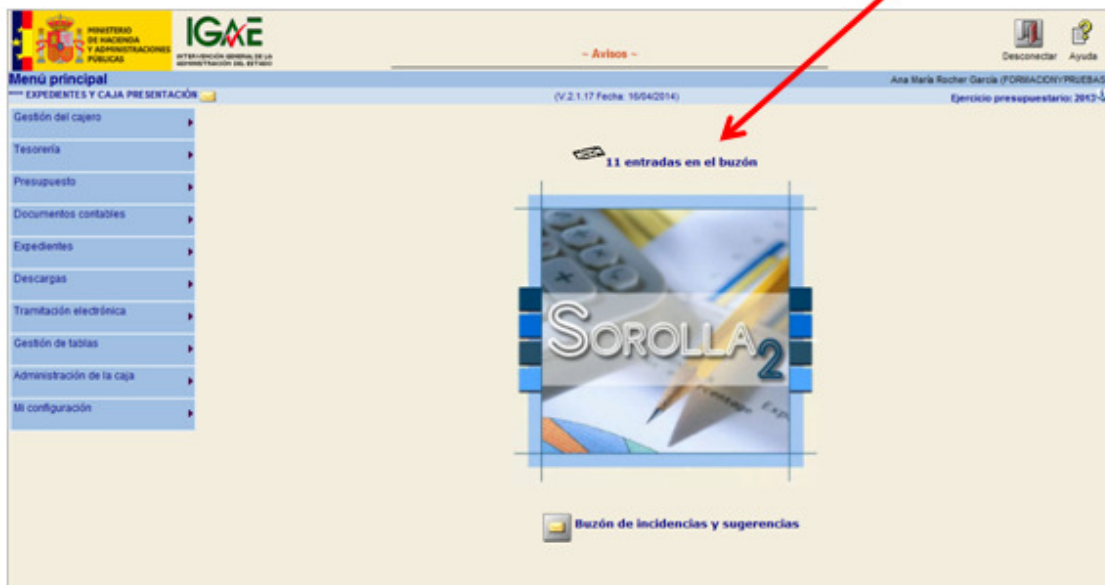 MINISTERIO
DE HACIENDA
Y ADMINISTRACIONES
PÚBLICAS
IGAE
INTERVENCIÓN GENERAL DE LA
ADMINISTRACIÓN DEL ESTADO
~ Avisos ~
Desconectar Ayuda
Menú principal
Ana María Rocher García (FORMACION/PRUEBAS
**** EXPEDIENTES Y CAJA PRESENTACIÓN
(V.2.1.17 Fecha: 16/04/2014)
Ejercicio presupuestario: 2013
Gestión del cajero
Tesorería
Presupuesto
Documentos contables
Expedientes
Descargas
Tramitación electrónica
Gestión de tablas
Administración de la caja
Mi configuración
11 entradas en el buzón
SOROLLA2
Buzón de incidencias y sugerencias